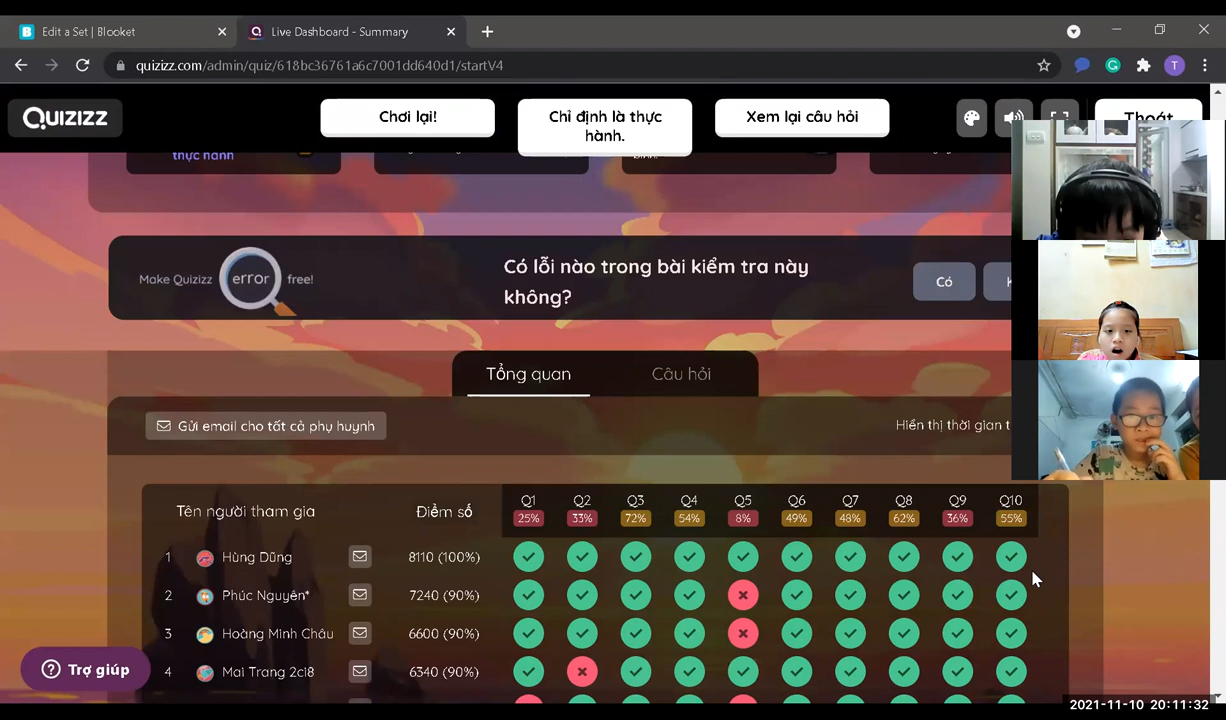 Edit a Set | Blooket
Live Dashboard - Summary
quizizz.com/admin/quiz/618bc36761a6c7001dd640d1/startV4
T
QUIZIZZ
Chơi lại!
Chỉ định là thực
hành.
Xem lại câu hỏi
Thoát
thực hành
Make Quizizz error free!
Có lỗi nào trong bài kiểm tra này
không?
Có
Tổng quan
Câu hỏi
Gửi email cho tất cả phụ huynh
Hiển thị thời gian
Tên người tham gia
Điểm số
Q1 Q2 Q3 Q4 Q5 Q6 Q7 Q8 Q9 Q10
25% 33% 72% 54% 8% 49% 48% 62% 36% 55%
1 Hùng Dũng 8110 (100%)
2 Phúc Nguyên* 7240 (90%)
3 Hoàng Minh Châu 6600 (90%)
4 Mai Trang 2ci8 6340 (90%)
Trợ giúp
2021-11-10 20:11:32